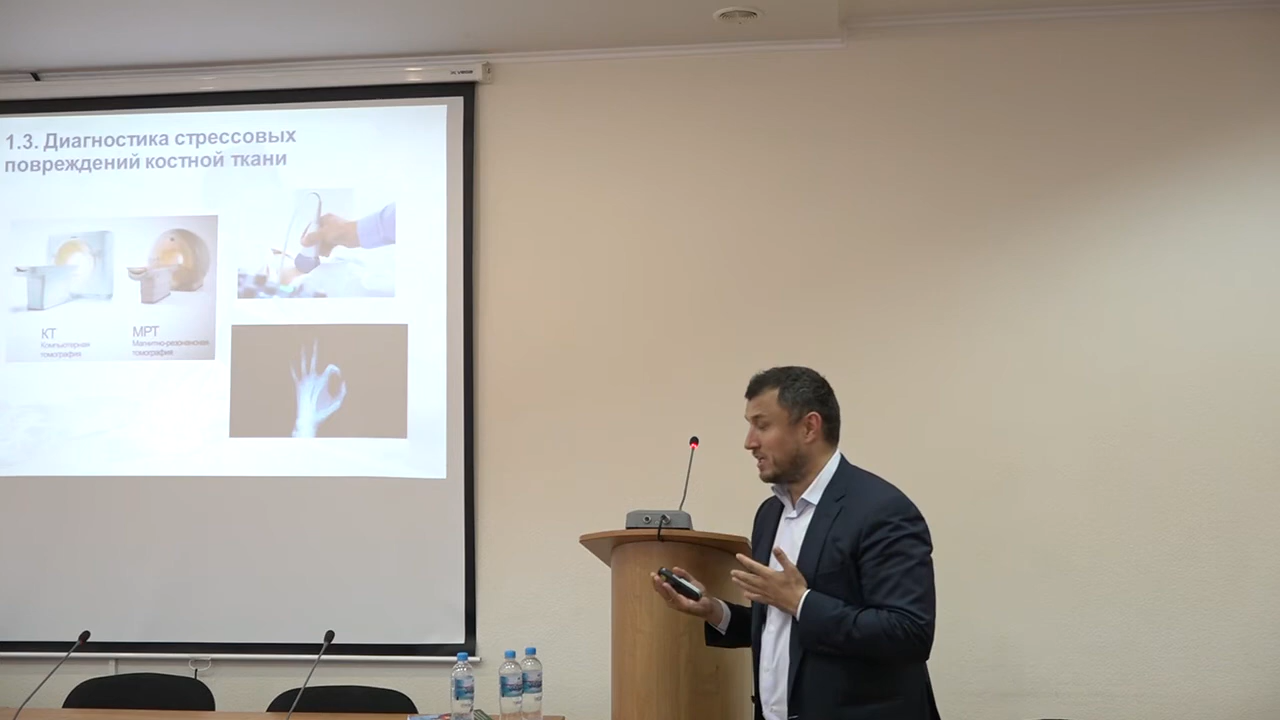 1.3. Диагностика стрессовых
повреждений костной ткани
КТ
Компьютерная
томография
МРТ
Магнитно-резонансная
томография